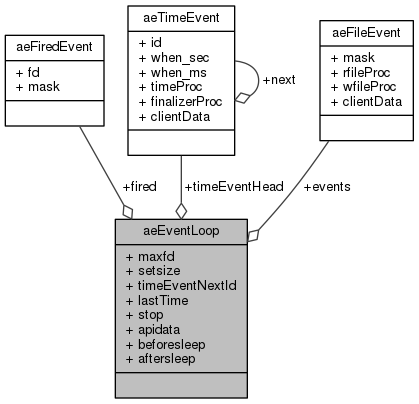 aeFiredEvent
+ fd
+ mask
aeTimeEvent
+ id
+ when_sec
+ when_ms
+ timeProc
+ finalizerProc
+ clientData
+next
aeFileEvent
+ mask
+ rfileProc
+ wfileProc
+ clientData
+fired
+timeEventHead
+events
aeEventLoop
+ maxfd
+ setsize
+ timeEventNextId
+ lastTime
+ stop
+ apidata
+ beforesleep
+ aftersleep